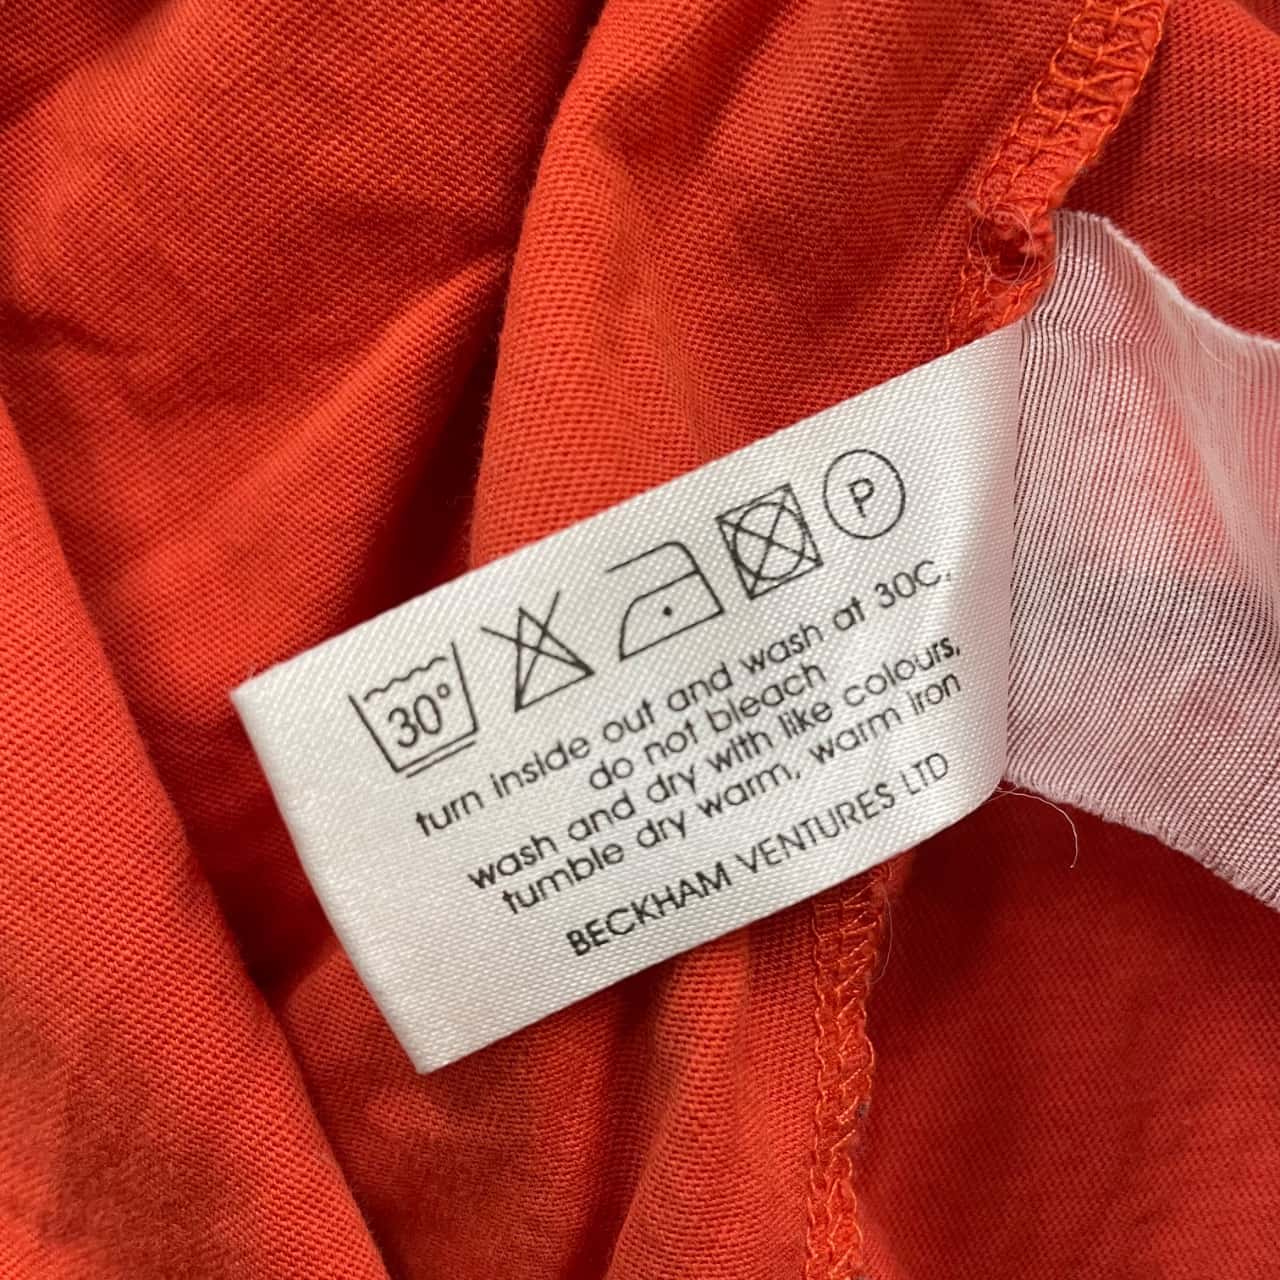 30° P
turn inside out and wash at 30C,
do not bleach
wash and dry with like colours,
tumble dry warm, warm iron
BECKHAM VENTURES LTD